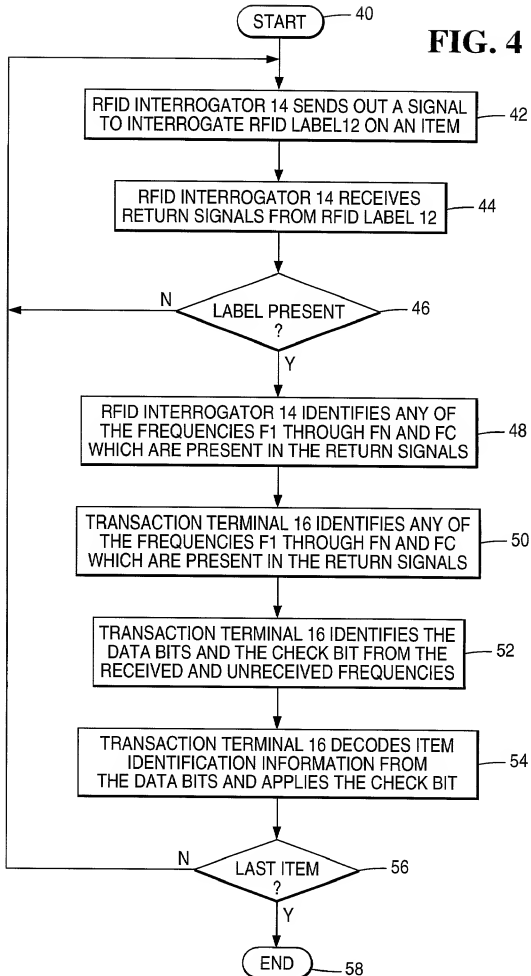 START 40
FIG. 4
RFID INTERROGATOR 14 SENDS OUT A SIGNAL
TO INTERROGATE RFID LABEL12 ON AN ITEM
42
RFID INTERROGATOR 14 RECEIVES
RETURN SIGNALS FROM RFID LABEL 12
44
N
LABEL PRESENT
?
46
Y
RFID INTERROGATOR 14 IDENTIFIES ANY OF
THE FREQUENCIES F1 THROUGH FN AND FC
WHICH ARE PRESENT IN THE RETURN SIGNALS
48
TRANSACTION TERMINAL 16 IDENTIFIES ANY OF
THE FREQUENCIES F1 THROUGH FN AND FC
WHICH ARE PRESENT IN THE RETURN SIGNALS
50
TRANSACTION TERMINAL 16 IDENTIFIES THE
DATA BITS AND THE CHECK BIT FROM THE
RECEIVED AND UNRECEIVED FREQUENCIES
52
TRANSACTION TERMINAL 16 DECODES ITEM
IDENTIFICATION INFORMATION FROM
THE DATA BITS AND APPLIES THE CHECK BIT
54
N
LAST ITEM
?
56
Y
END
58